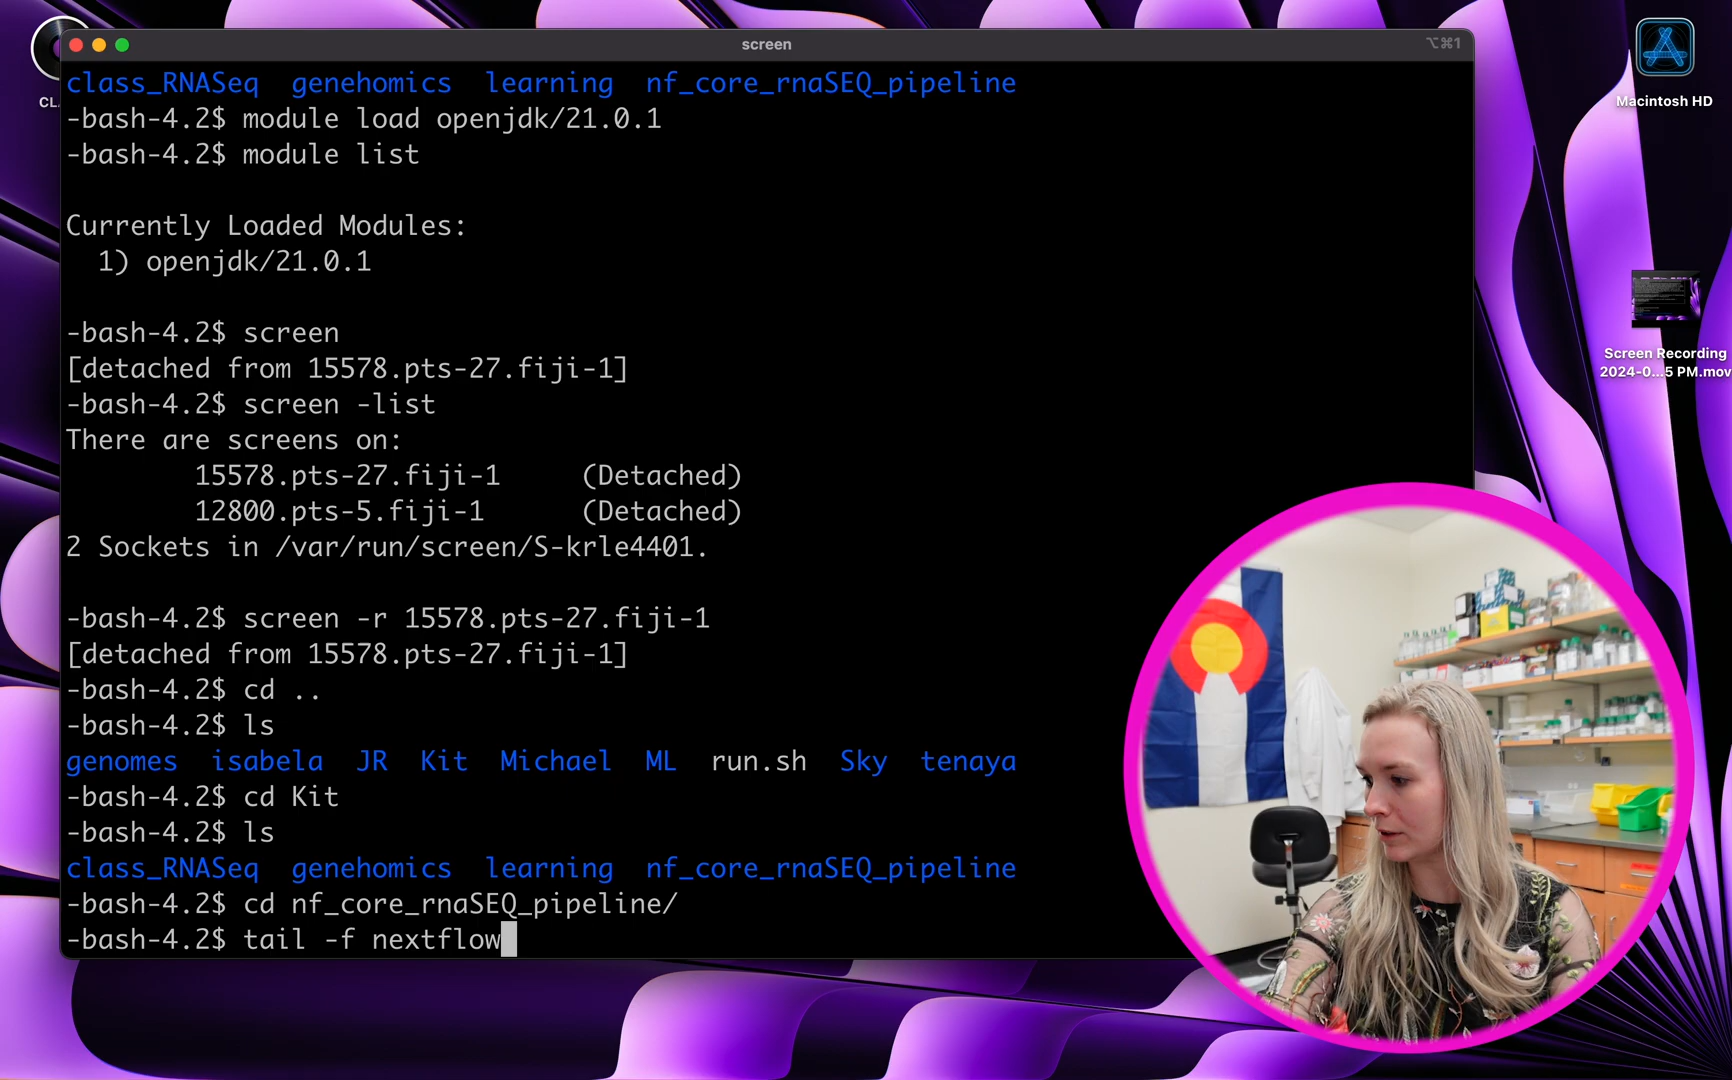 screen
⌥⌘1
class_RNASeq genehomics learning nf_core_rnaSEQ_pipeline
-bash-4.2$ module load openjdk/21.0.1
-bash-4.2$ module list
Currently Loaded Modules:
1) openjdk/21.0.1
-bash-4.2$ screen
[detached from 15578.pts-27.fiji-1]
-bash-4.2$ screen -list
There are screens on:
15578.pts-27.fiji-1 (Detached)
12800.pts-5.fiji-1 (Detached)
2 Sockets in /var/run/screen/S-krle4401.
-bash-4.2$ screen -r 15578.pts-27.fiji-1
[detached from 15578.pts-27.fiji-1]
-bash-4.2$ cd ..
-bash-4.2$ ls
genomes isabela JR Kit Michael ML run.sh Sky tenaya
-bash-4.2$ cd Kit
-bash-4.2$ ls
class_RNASeq genehomics learning nf_core_rnaSEQ_pipeline
-bash-4.2$ cd nf_core_rnaSEQ_pipeline/
-bash-4.2$ tail -f nextflow
CL
Macintosh HD
Screen Recording
2024-0...5 PM.mov